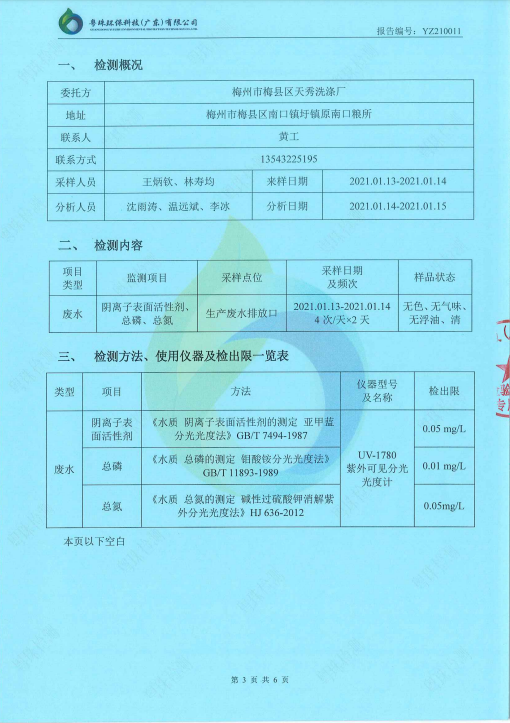 粤珠环保科技(广东)有限公司
报告编号：YZ210011
一、 检测概况
委托方 梅州市梅县区天秀洗涤厂
地址 梅州市梅县区南口镇圩镇原南口粮所
联系人 黄工
联系方式 13543225195
采样人员 王炳钦、林寿均 来样日期 2021.01.13-2021.01.14
分析人员 沈雨涛、温远斌、李冰 分析日期 2021.01.14-2021.01.15
二、 检测内容
项目
类型
监测项目
采样点位
采样日期
及频次
样品状态
废水
阴离子表面活性剂、
总磷、总氮
生产废水排放口
2021.01.13-2021.01.14
4 次/天×2 天
无色、无气味、
无浮油、清
三、 检测方法、使用仪器及检出限一览表
类型
项目
方法
仪器型号
及名称
检出限
废水
阴离子表
面活性剂
《水质 阴离子表面活性剂的测定 亚甲蓝
分光光度法》GB/T 7494-1987
0.05 mg/L
总磷
《水质 总磷的测定 钼酸铵分光光度法》
GB/T 11893-1989
UV-1780
紫外可见分光
光度计
0.01 mg/L
总氮
《水质 总氮的测定 碱性过硫酸钾消解紫
外分光光度法》HJ 636-2012
0.05mg/L
本页以下空白
第 3 页 共 6 页